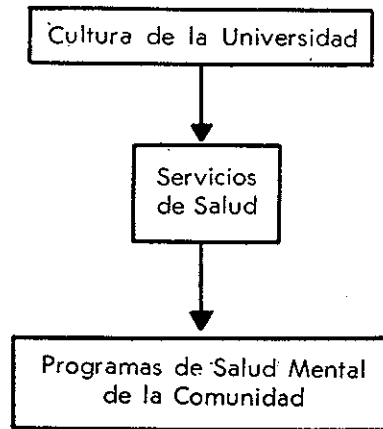 Cultura de la Universidad
Servicios
de Salud
Programas de Salud Mental
de la Comunidad